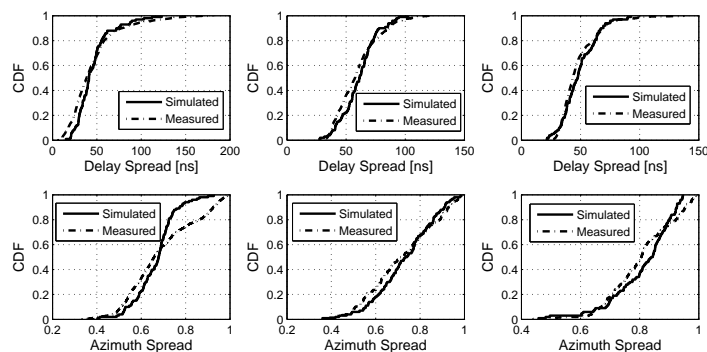 CDF
1
0.8
0.6
0.4
0.2
0
0 50 100 150 200
Delay Spread [ns]
Simulated
Measured
CDF
1
0.8
0.6
0.4
0.2
0
0 50 100 150
Delay Spread [ns]
Simulated
Measured
CDF
1
0.8
0.6
0.4
0.2
0
0 50 100 150
Delay Spread [ns]
Simulated
Measured
CDF
1
0.8
0.6
0.4
0.2
0
0.2 0.4 0.6 0.8 1
Azimuth Spread
Simulated
Measured
CDF
1
0.8
0.6
0.4
0.2
0
0.2 0.4 0.6 0.8 1
Azimuth Spread
Simulated
Measured
CDF
1
0.8
0.6
0.4
0.2
0
0.4 0.6 0.8 1
Azimuth Spread
Simulated
Measured